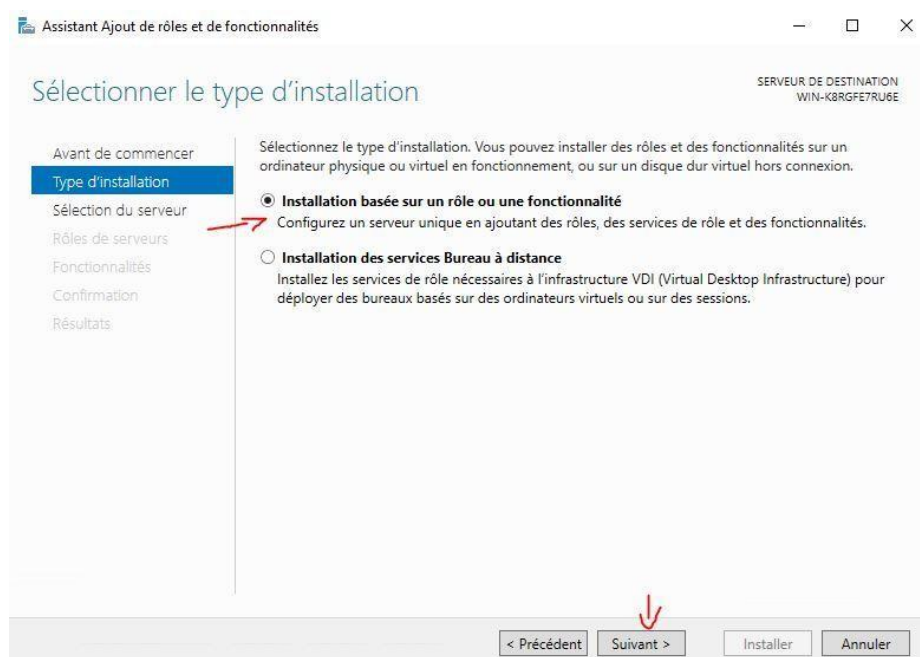 Assistant Ajout de rôles et de fonctionnalités
Sélectionner le type d'installation
SERVEUR DE DESTINATION
WIN-K8RGFE7RU6E
Avant de commencer
Type d'installation
Sélection du serveur
Rôles de serveurs
Fonctionnalités
Confirmation
Résultats
Sélectionnez le type d'installation. Vous pouvez installer des rôles et des fonctionnalités sur un
ordinateur physique ou virtuel en fonctionnement, ou sur un disque dur virtuel hors connexion.
Installation basée sur un rôle ou une fonctionnalité
Configurez un serveur unique en ajoutant des rôles, des services de rôle et des fonctionnalités.
Installation des services Bureau à distance
Installez les services de rôle nécessaires à l'infrastructure VDI (Virtual Desktop Infrastructure) pour
déployer des bureaux basés sur des ordinateurs virtuels ou sur des sessions.
< Précédent Suivant > Installer Annuler